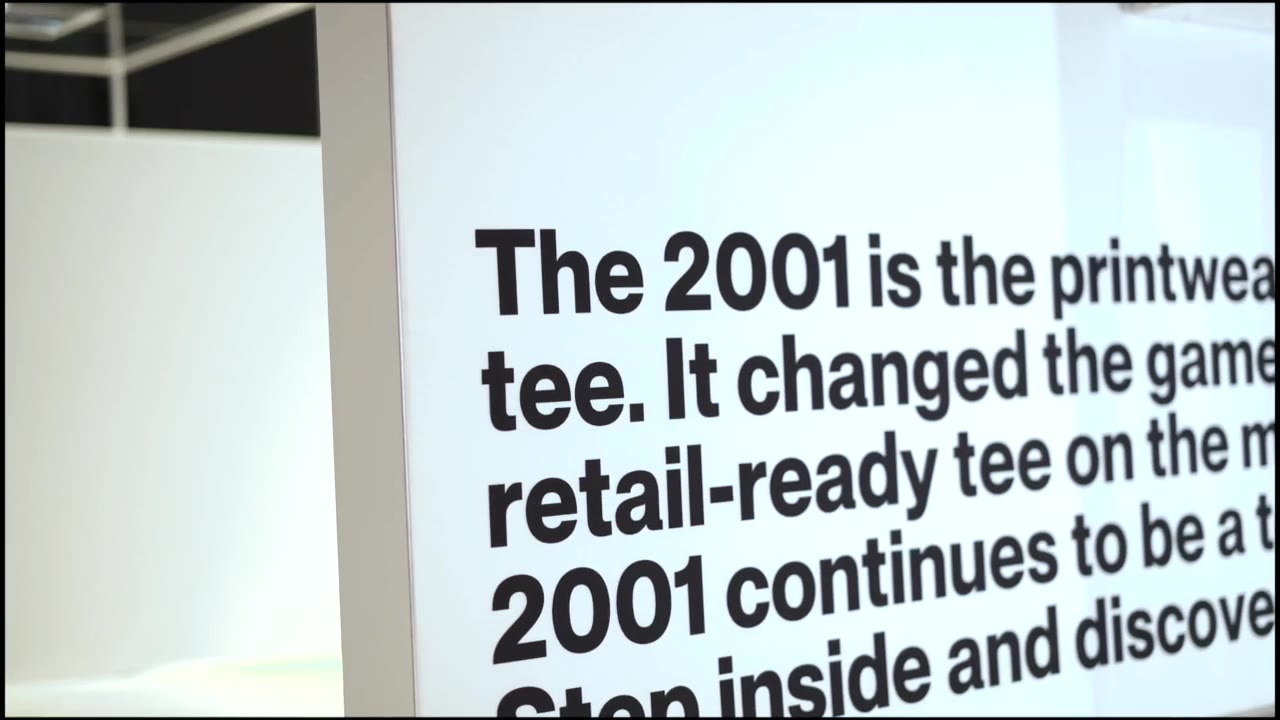 The 2001 is the printwea
tee. It changed the game
retail-ready tee on the m
2001 continues to be a t
Step inside and discove